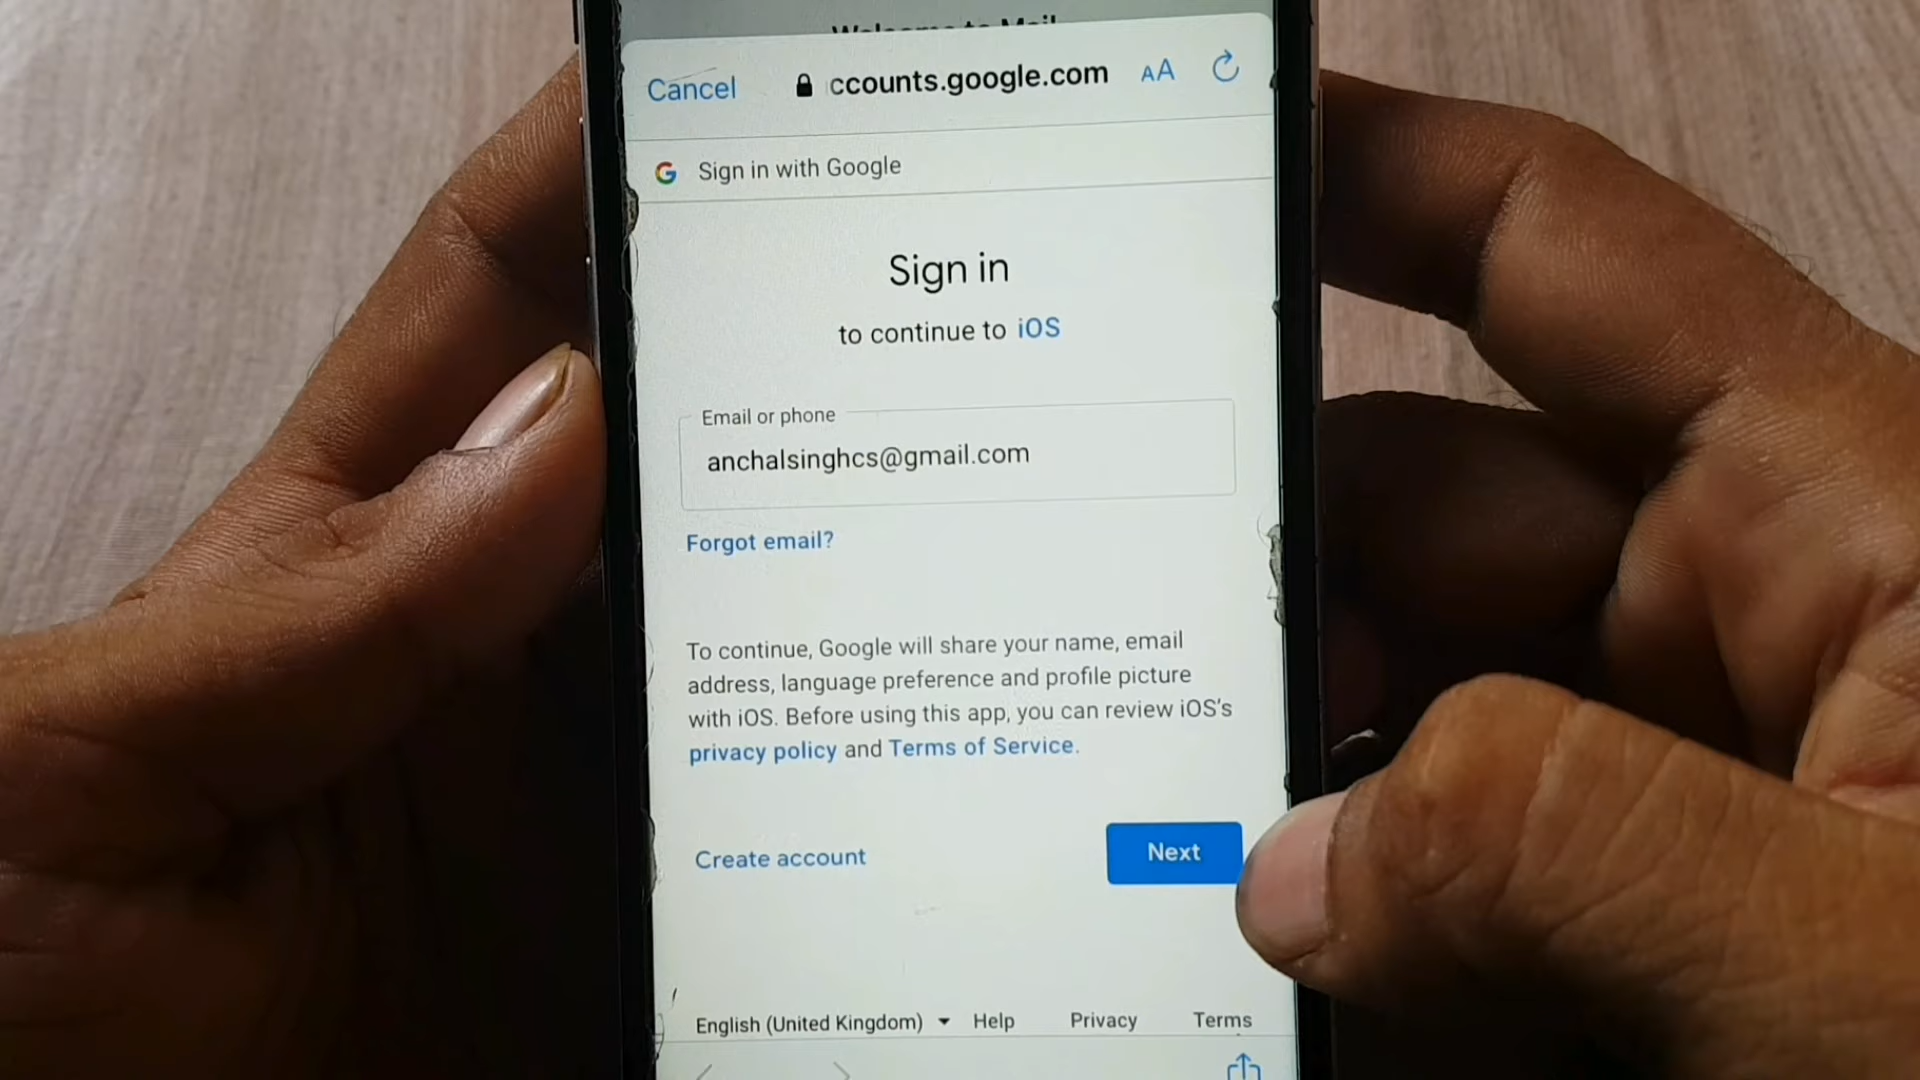 Welcome to Mail
Cancel
ccounts.google.com
AA
Sign in with Google
Sign in
to continue to iOS
Email or phone
anchalsinghcs@gmail.com
Forgot email?
To continue, Google will share your name, email
address, language preference and profile picture
with iOS. Before using this app, you can review iOS's
privacy policy and Terms of Service.
Create account
Next
English (United Kingdom)
Help
Privacy
Terms